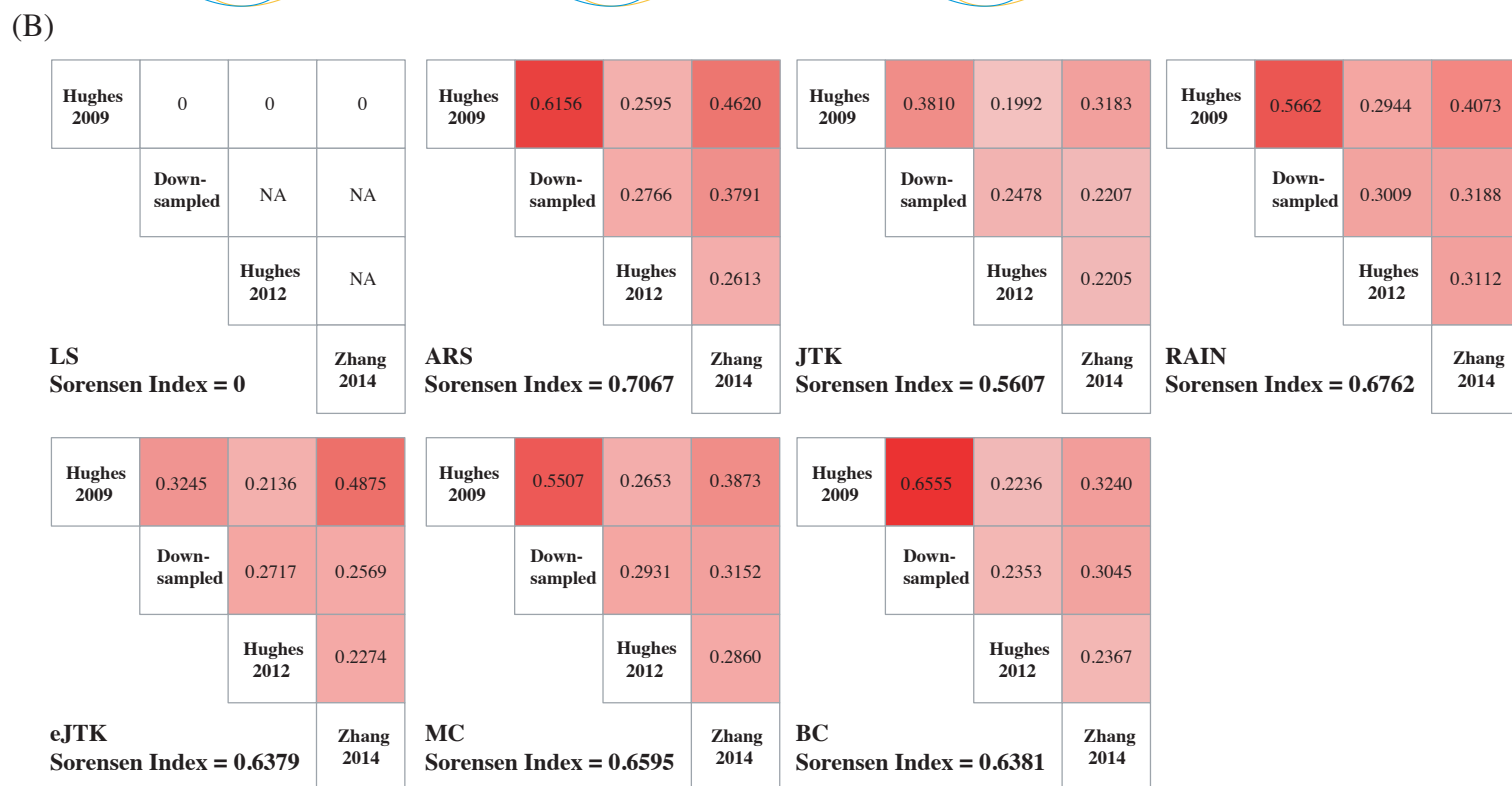 (B)
Hughes
2009
0
0
0
Down-
sampled
NA
NA
Hughes
2012
NA
Zhang
2014
LS
Sorensen Index = 0
Hughes
2009
0.6156
0.2595
0.4620
Down-
sampled
0.2766
0.3791
Hughes
2012
0.2613
Zhang
2014
ARS
Sorensen Index = 0.7067
Hughes
2009
0.3810
0.1992
0.3183
Down-
sampled
0.2478
0.2207
Hughes
2012
0.2205
Zhang
2014
JTK
Sorensen Index = 0.5607
Hughes
2009
0.5662
0.2944
0.4073
Down-
sampled
0.3009
0.3188
Hughes
2012
0.3112
Zhang
2014
RAIN
Sorensen Index = 0.6762
Hughes
2009
0.3245
0.2136
0.4875
Down-
sampled
0.2717
0.2569
Hughes
2012
0.2274
Zhang
2014
eJTK
Sorensen Index = 0.6379
Hughes
2009
0.5507
0.2653
0.3873
Down-
sampled
0.2931
0.3152
Hughes
2012
0.2860
Zhang
2014
MC
Sorensen Index = 0.6595
Hughes
2009
0.6555
0.2236
0.3240
Down-
sampled
0.2353
0.3045
Hughes
2012
0.2367
Zhang
2014
BC
Sorensen Index = 0.6381